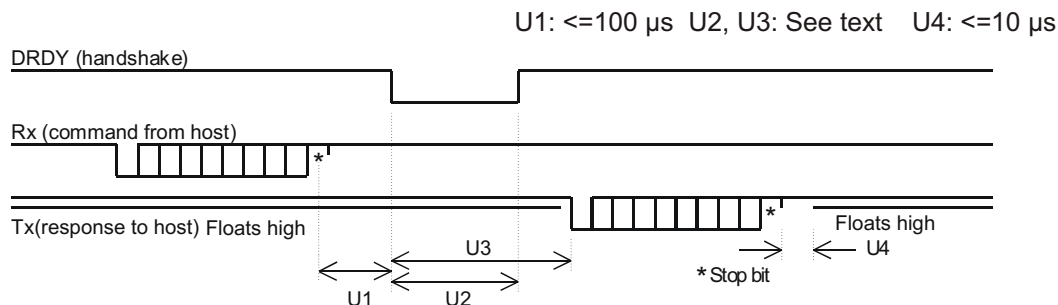 U1: <=100 µs U2, U3: See text U4: <=10 µs
DRDY (handshake)
Rx (command from host)
*
Tx(response to host) Floats high
*
Floats high
U3
U4
* Stop bit
U1
U2